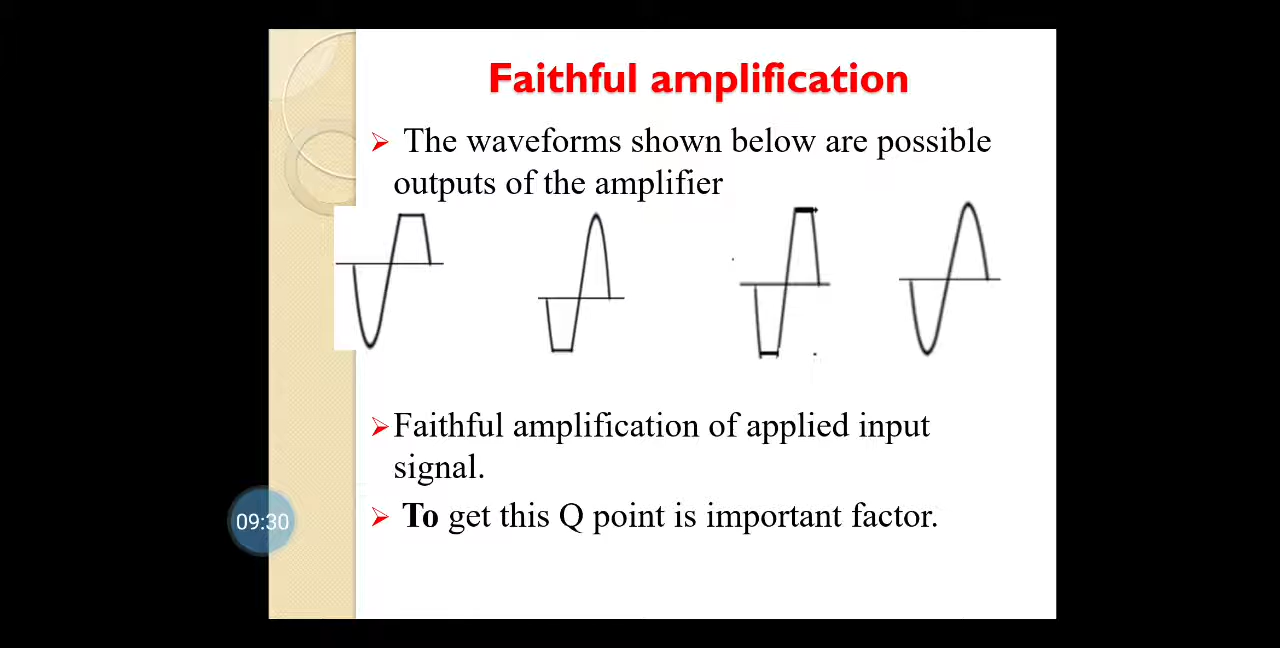 Faithful amplification
The waveforms shown below are possible
outputs of the amplifier
Faithful amplification of applied input
signal.
To get this Q point is important factor.
09:30